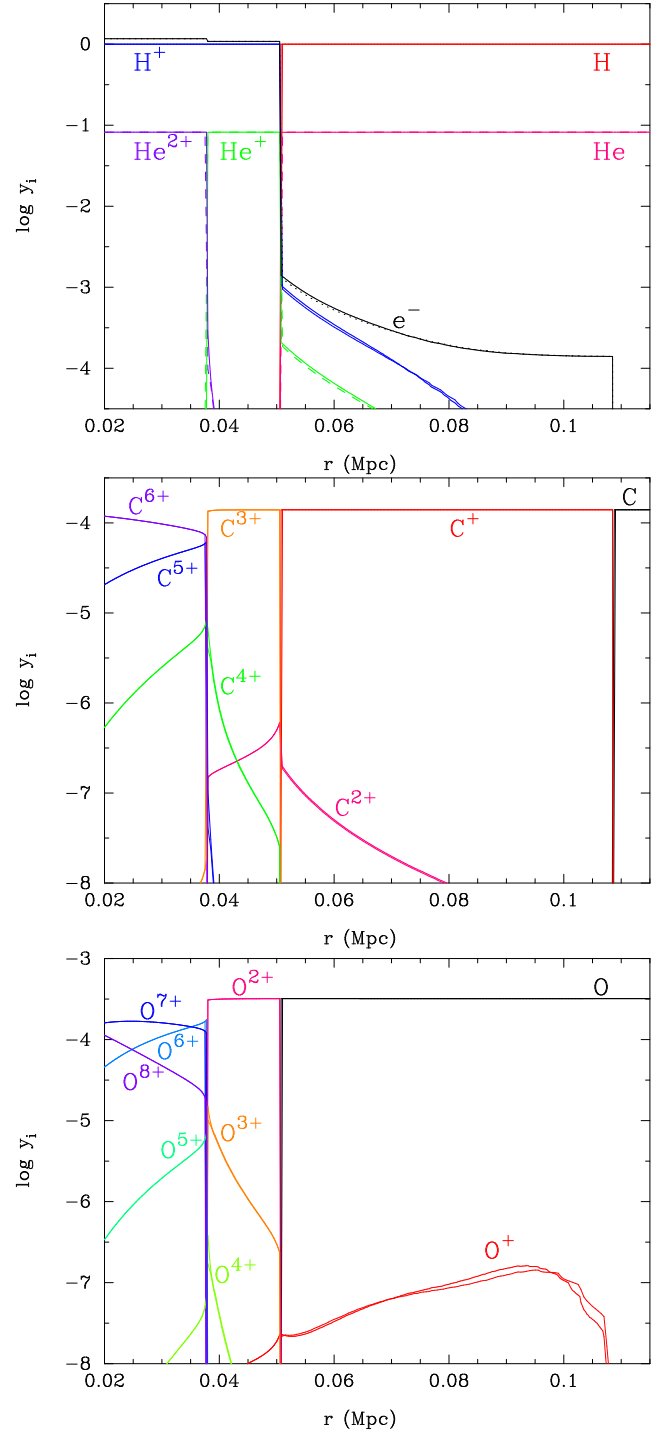 0
−1
−2
−3
−4
log y_i
H⁺
H
He²⁺
He⁺
He
e⁻
0.02 0.04 0.06 0.08 0.1
r (Mpc)
−4
−5
−6
−7
−8
log y_i
C⁶⁺
C⁵⁺
C⁴⁺
C³⁺
C²⁺
C⁺
C
0.02 0.04 0.06 0.08 0.1
r (Mpc)
−3
−4
−5
−6
−7
−8
log y_i
O⁷⁺
O⁶⁺
O⁸⁺
O⁵⁺
O⁴⁺
O²⁺
O³⁺
O⁺
O
0.02 0.04 0.06 0.08 0.1
r (Mpc)